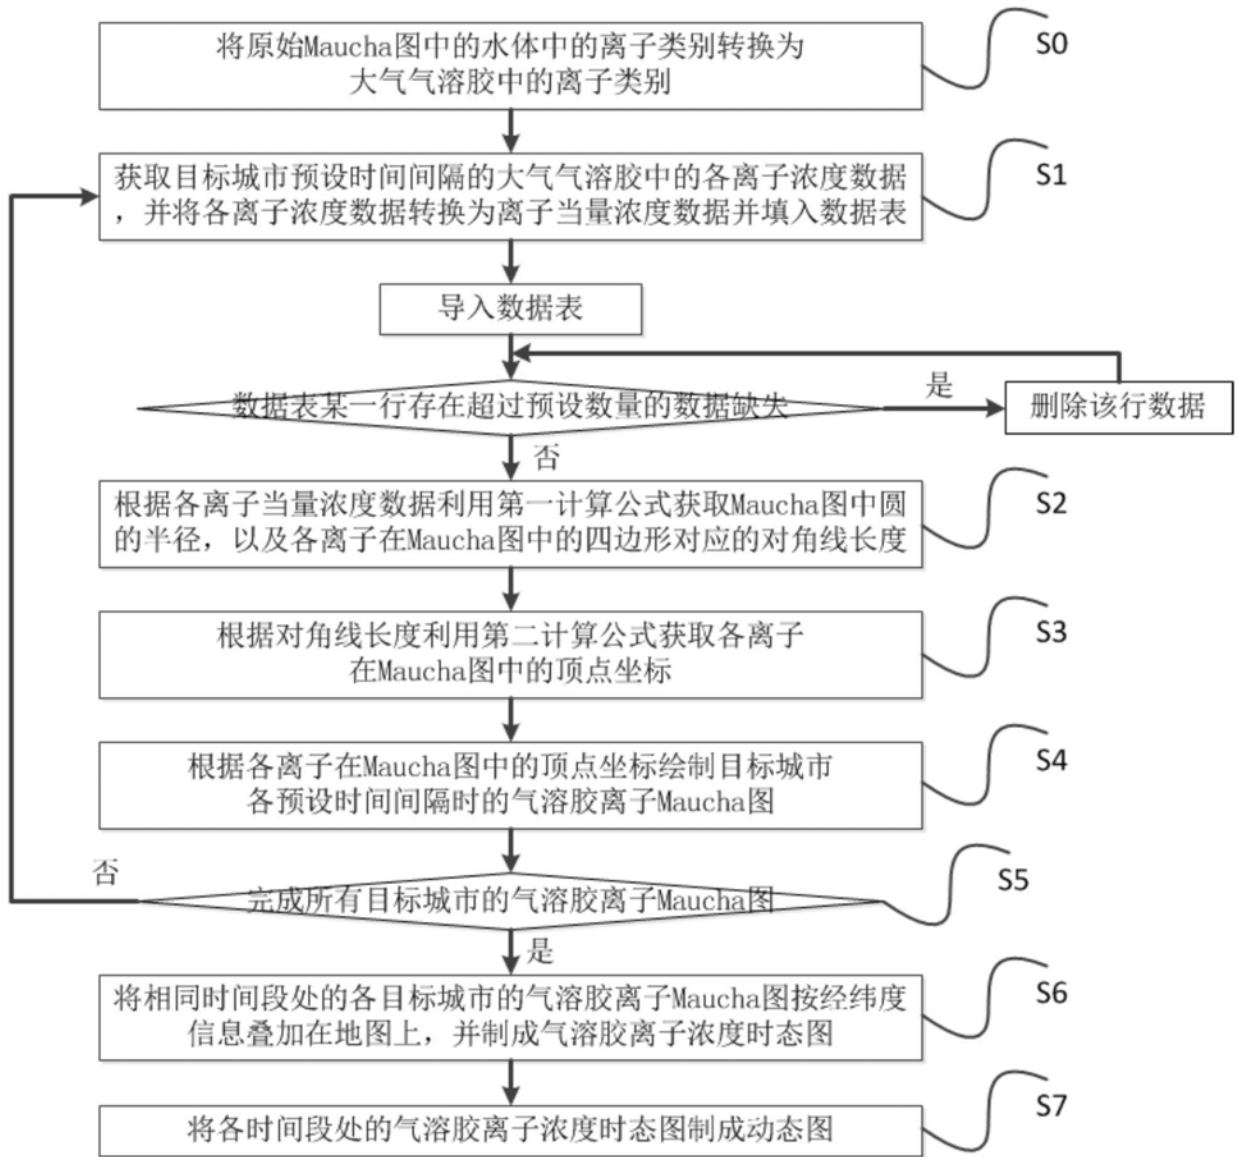 将原始Maucha图中的水体中的离子类别转换为
大气气溶胶中的离子类别
S0
获取目标城市预设时间间隔的大气气溶胶中的各离子浓度数据
，并将各离子浓度数据转换为离子当量浓度数据并填入数据表
S1
导入数据表
数据表某一行存在超过预设数量的数据缺失
是
删除该行数据
否
根据各离子当量浓度数据利用第一计算公式获取Maucha图中圆
的半径，以及各离子在Maucha图中的四边形对应的对角线长度
S2
根据对角线长度利用第二计算公式获取各离子
在Maucha图中的顶点坐标
S3
根据各离子在Maucha图中的顶点坐标绘制目标城市
各预设时间间隔时的气溶胶离子Maucha图
S4
否
完成所有目标城市的气溶胶离子Maucha图
S5
是
将相同时间段处的各目标城市的气溶胶离子Maucha图按经纬度
信息叠加在地图上，并制成气溶胶离子浓度时态图
S6
将各时间段处的气溶胶离子浓度时态图制成动态图
S7